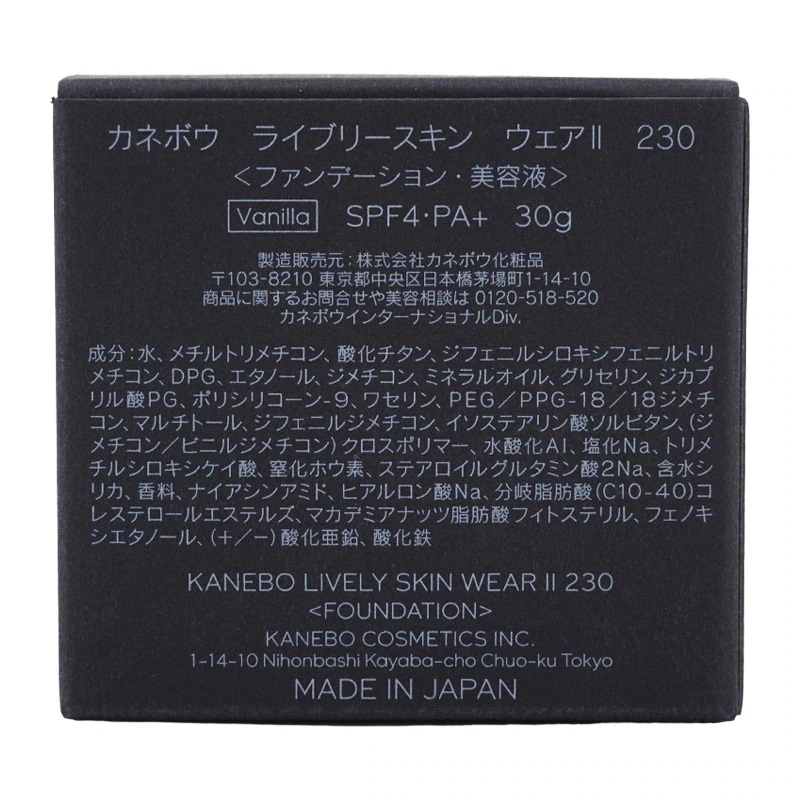 カネボウ ライブリースキン ウェアⅡ 230
<ファンデーション・美容液>
Vanilla SPF4・PA+ 30g
製造販売元:株式会社カネボウ化粧品
〒103-8210 東京都中央区日本橋茅場町1-14-10
商品に関するお問合せや美容相談は 0120-518-520
カネボウインターナショナルDiv.
成分:水、メチルトリメチコン、酸化チタン、ジフェニルシロキシフェニルトリ
メチコン、DPG、エタノール、ジメチコン、ミネラルオイル、グリセリン、ジカプ
リル酸PG、ポリシリコーン-9、ワセリン、PEG/PPG-18/18ジメチ
コン、マルチトール、ジフェニルジメチコン、イソステアリン酸ソルビタン、(ジ
メチコン/ビニルジメチコン)クロスポリマー、水酸化Al、塩化Na、トリメ
チルシロキシケイ酸、窒化ホウ素、ステアロイルグルタミン酸2Na、含水シ
リカ、香料、ナイアシンアミド、ヒアルロン酸Na、分岐脂肪酸(C10-40)コ
レステロールエステルズ、マカデミアナッツ脂肪酸フィトステリル、フェノキ
シエタノール、(+/-)酸化亜鉛、酸化鉄
KANEBO LIVELY SKIN WEAR II 230
<FOUNDATION>
KANEBO COSMETICS INC.
1-14-10 Nihonbashi Kayaba-cho Chuo-ku Tokyo
MADE IN JAPAN